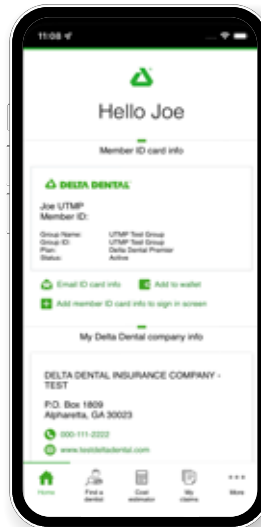 11:08
Hello Joe
Member ID card info
DELTA DENTAL
Joe UTMP
Member ID:
Group Name: UTMP Test Group
Group ID: UTMP Test Group
Plan: Delta Dental Premier
Status: Active
Email ID card info Add to wallet
Add member ID card info to sign in screen
My Delta Dental company info
DELTA DENTAL INSURANCE COMPANY -
TEST
P.O. Box 1809
Alpharetta, GA 30023
000-111-2222
www.testdeltadental.com
Home Find a dentist Cost estimator My claims More